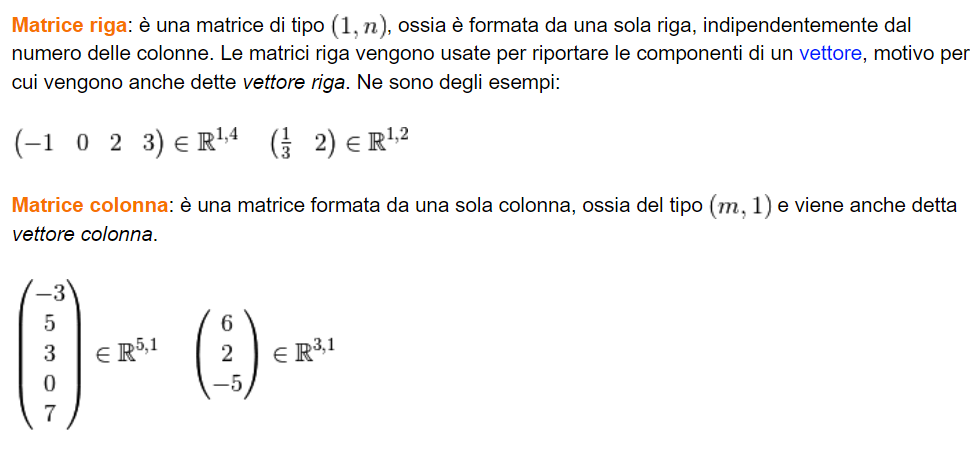 Matrice riga: è una matrice di tipo (1, n), ossia è formata da una sola riga, indipendentemente dal
numero delle colonne. Le matrici riga vengono usate per riportare le componenti di un vettore, motivo per
cui vengono anche dette vettore riga. Ne sono degli esempi:
(−1 0 2 3) ∈ ℝ^{1,4} (1/3 2) ∈ ℝ^{1,2}
Matrice colonna: è una matrice formata da una sola colonna, ossia del tipo (m, 1) e viene anche detta
vettore colonna.
(−3
5
3
0
7) ∈ ℝ^{5,1}
(6
2
−5) ∈ ℝ^{3,1}